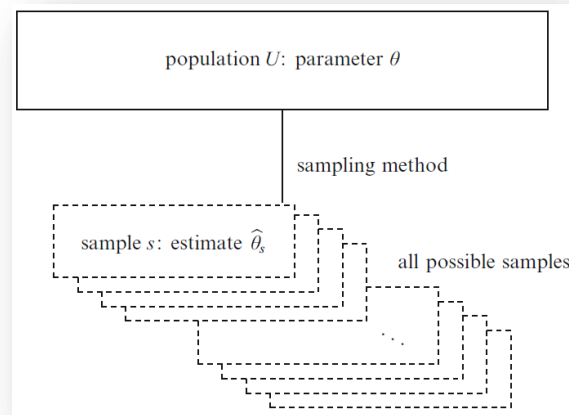 population U: parameter θ
sampling method
sample s: estimate θ̂ₛ
all possible samples
. . .